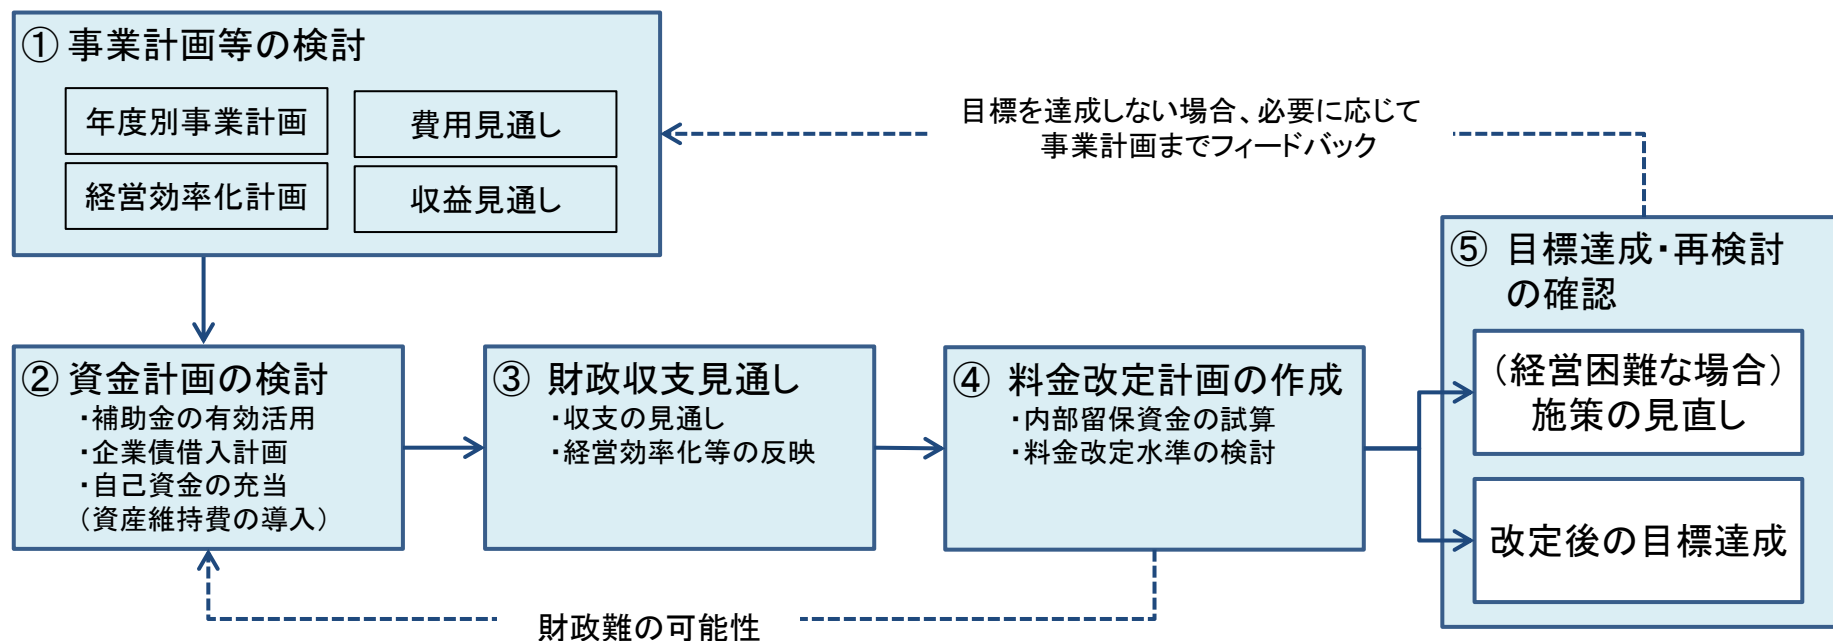 ① 事業計画等の検討
年度別事業計画
費用見通し
経営効率化計画
収益見通し
目標を達成しない場合、必要に応じて
事業計画までフィードバック
② 資金計画の検討
・補助金の有効活用
・企業債借入計画
・自己資金の充当
(資産維持費の導入)
③ 財政収支見通し
・収支の見通し
・経営効率化等の反映
④ 料金改定計画の作成
・内部留保資金の試算
・料金改定水準の検討
⑤ 目標達成・再検討
の確認
(経営困難な場合)
施策の見直し
改定後の目標達成
財政難の可能性